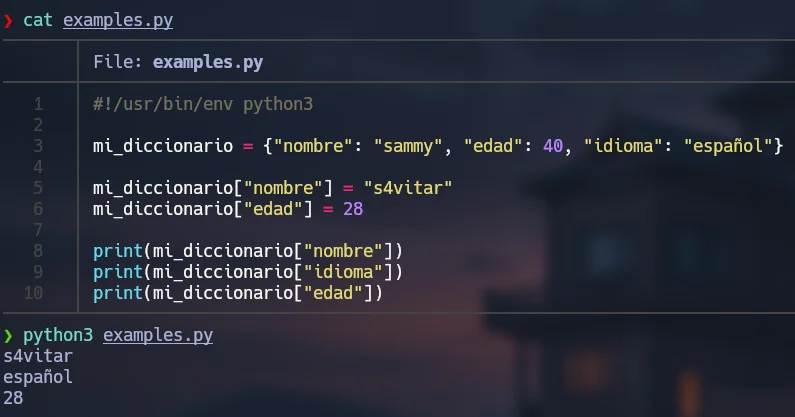 ❯ cat examples.py
File: examples.py
1 #!/usr/bin/env python3
2
3 mi_diccionario = {"nombre": "sammy", "edad": 40, "idioma": "español"}
4
5 mi_diccionario["nombre"] = "s4vitar"
6 mi_diccionario["edad"] = 28
7
8 print(mi_diccionario["nombre"])
9 print(mi_diccionario["idioma"])
10 print(mi_diccionario["edad"])
❯ python3 examples.py
s4vitar
español
28